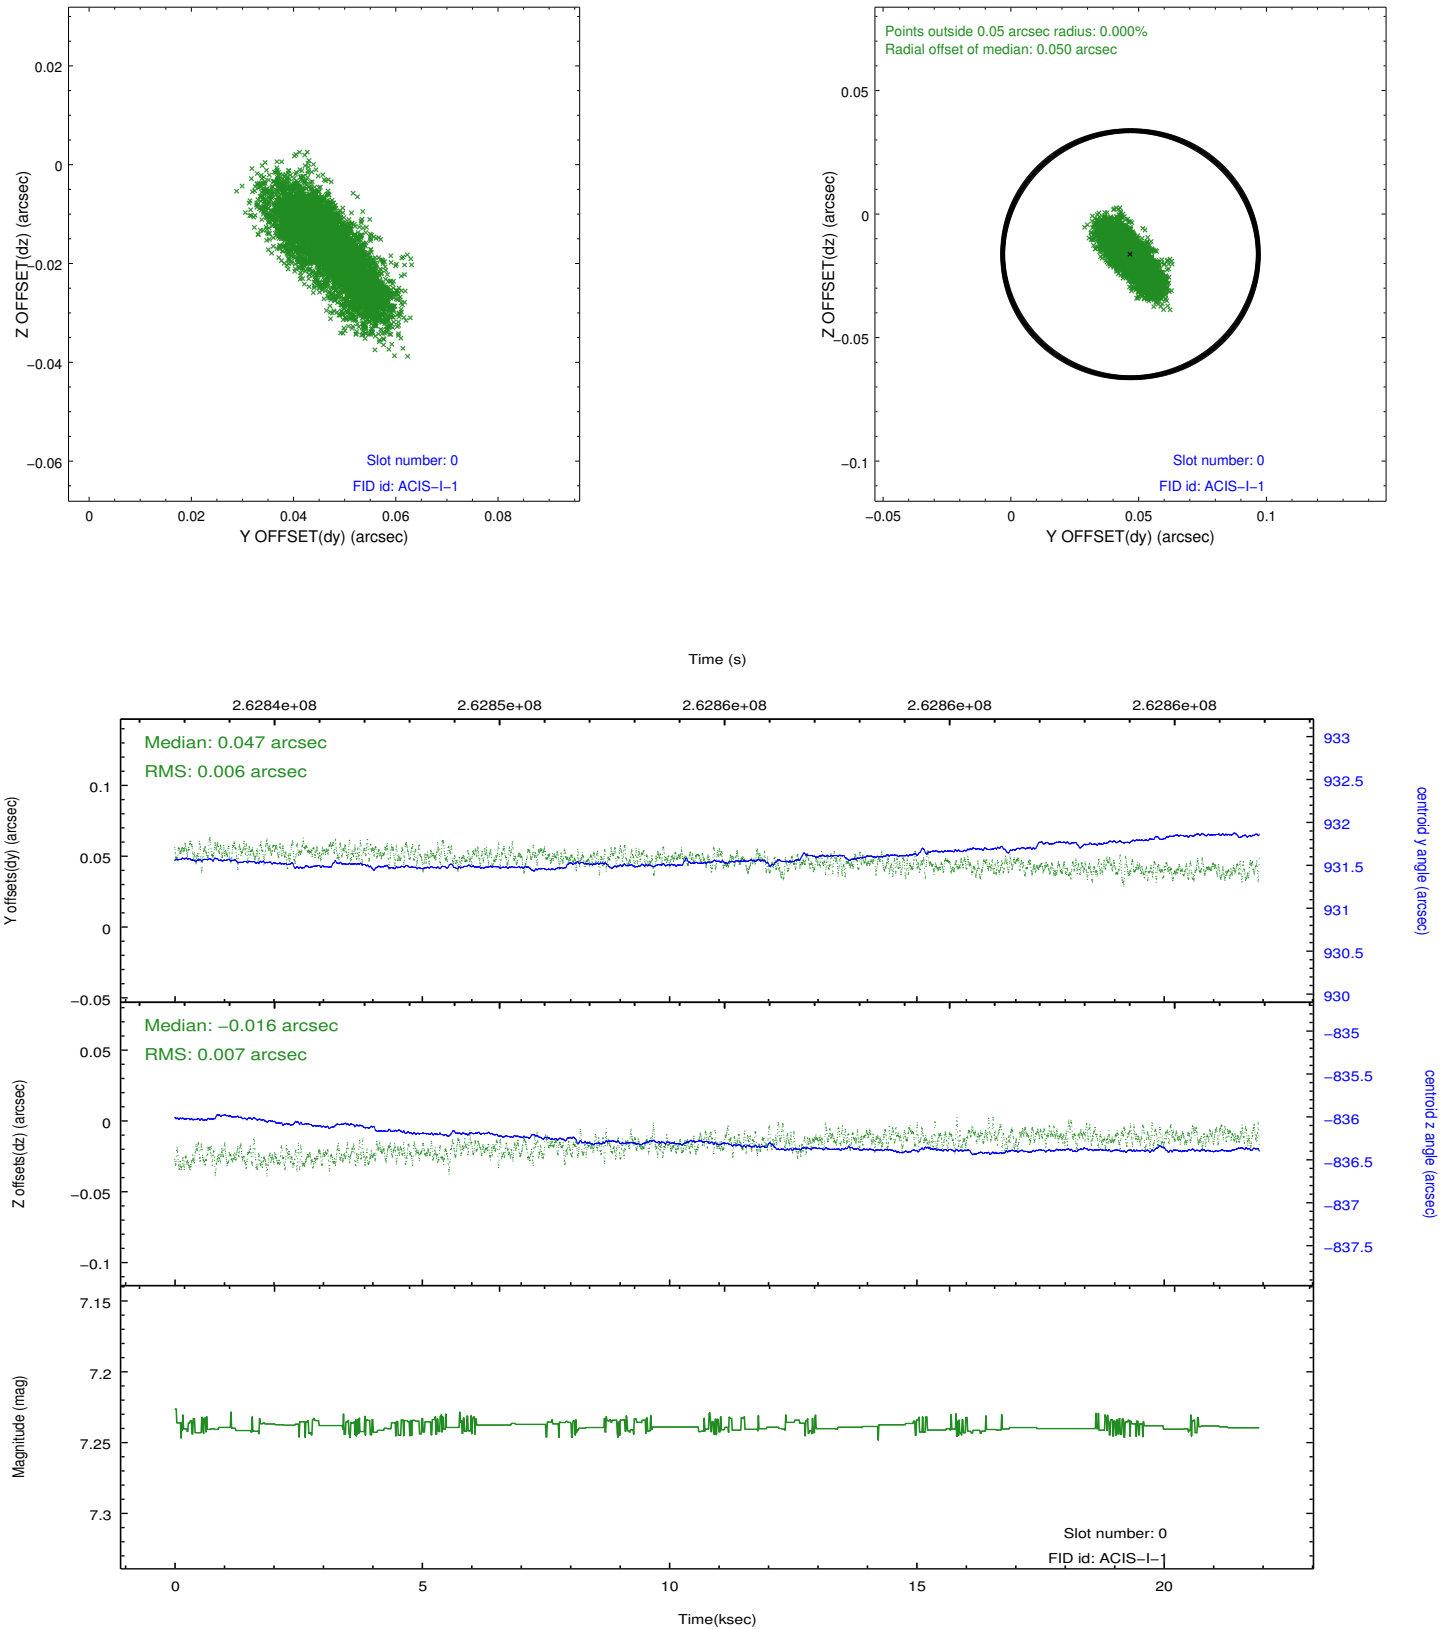 0.02
0
−0.02
−0.04
−0.06
Z OFFSET(dz) (arcsec)
Slot number: 0
FID id: ACIS−I−1
0
0.02
0.04
0.06
0.08
Y OFFSET(dy) (arcsec)
Points outside 0.05 arcsec radius: 0.000%
Radial offset of median: 0.050 arcsec
0.05
0
−0.05
−0.1
Z OFFSET(dz) (arcsec)
Slot number: 0
FID id: ACIS−I−1
−0.05
0
0.05
0.1
Y OFFSET(dy) (arcsec)
Time (s)
2.6284e+08
2.6285e+08
2.6286e+08
2.6286e+08
2.6286e+08
Median: 0.047 arcsec
RMS: 0.006 arcsec
0.1
0.05
0
−0.05
Y offsets(dy) (arcsec)
933
932.5
932
931.5
931
930.5
930
centroid y angle (arcsec)
Median: −0.016 arcsec
RMS: 0.007 arcsec
0.05
0
−0.05
−0.1
Z offsets(dz) (arcsec)
−835
−835.5
−836
−836.5
−837
−837.5
centroid z angle (arcsec)
7.15
7.2
7.25
7.3
Magnitude (mag)
Slot number: 0
FID id: ACIS−I−1
0
5
10
15
20
Time(ksec)